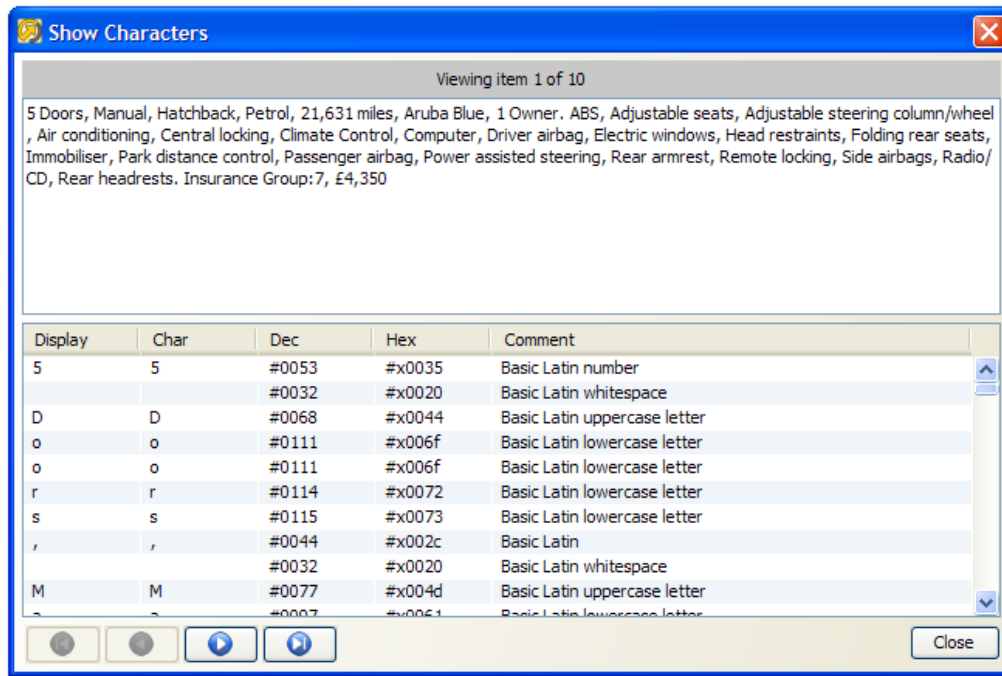 Show Characters
Viewing item 1 of 10
5 Doors, Manual, Hatchback, Petrol, 21,631 miles, Aruba Blue, 1 Owner. ABS, Adjustable seats, Adjustable steering column/wheel
, Air conditioning, Central locking, Climate Control, Computer, Driver airbag, Electric windows, Head restraints, Folding rear seats,
Immobiliser, Park distance control, Passenger airbag, Power assisted steering, Rear armrest, Remote locking, Side airbags, Radio/
CD, Rear headrests. Insurance Group:7, £4,350
Display Char Dec Hex Comment
5 5 #0053 #x0035 Basic Latin number
#0032 #x0020 Basic Latin whitespace
D D #0068 #x0044 Basic Latin uppercase letter
o o #0111 #x006f Basic Latin lowercase letter
o o #0111 #x006f Basic Latin lowercase letter
r r #0114 #x0072 Basic Latin lowercase letter
s s #0115 #x0073 Basic Latin lowercase letter
, , #0044 #x002c Basic Latin
#0032 #x0020 Basic Latin whitespace
M M #0077 #x004d Basic Latin uppercase letter
a a #0097 #x0061 Basic Latin lowercase letter
Close